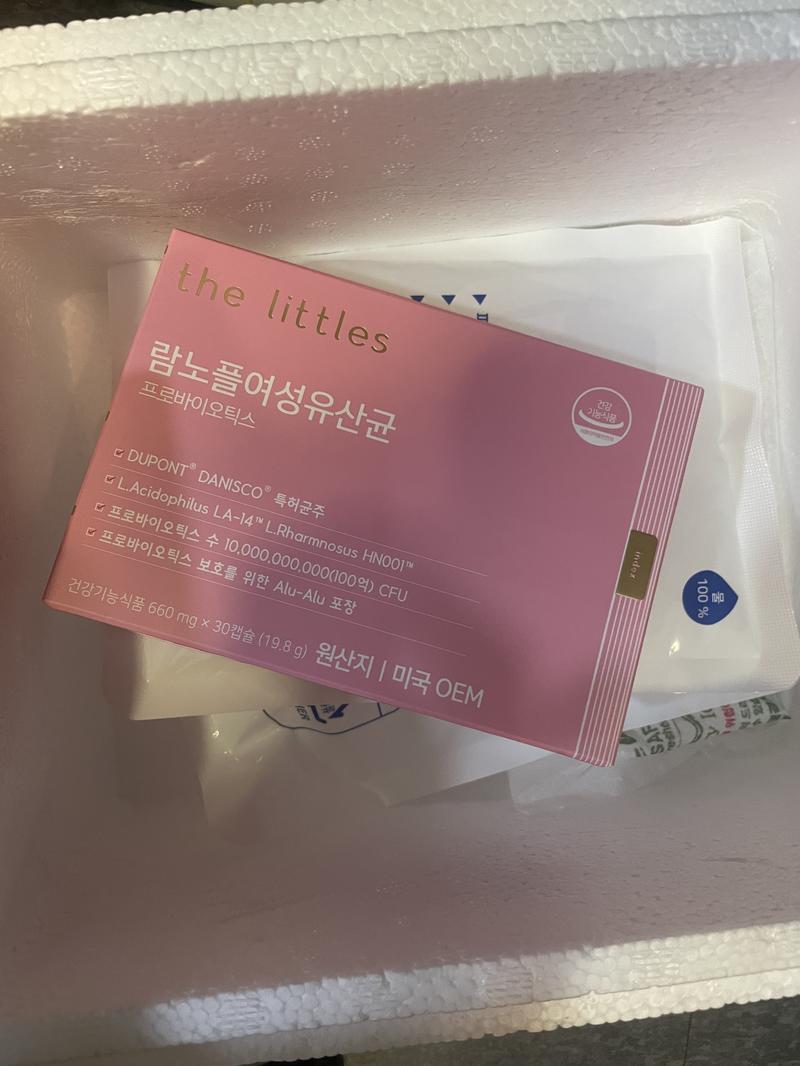 the littles
람노플여성유산균
프로바이오틱스
건강
기능식품
DUPONT® DANISCO® 특허균주
L.Acidophilus LA-14™ L.Rharmnosus HN001™
프로바이오틱스 수 10,000,000,000(100억) CFU
프로바이오틱스 보호를 위한 Alu-Alu 포장
건강기능식품 660 mg × 30캡슐 (19.8 g)
원산지 | 미국 OEM
index
물
100 %